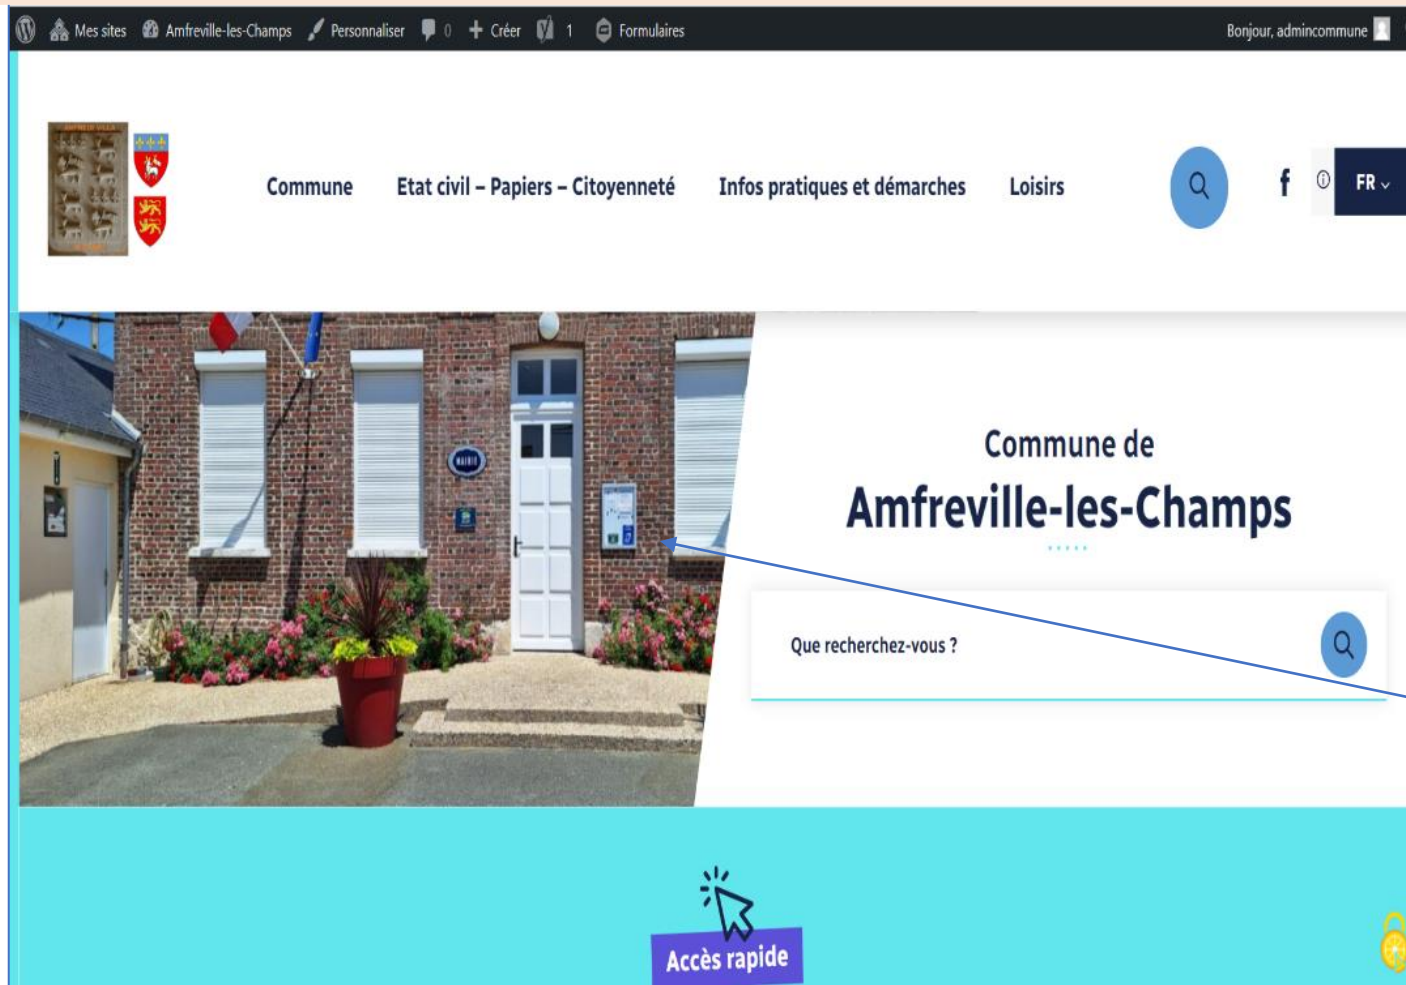 Mes sites Amfreville-les-Champs Personnaliser 0 Créer 1 Formulaires Bonjour, admincommune
Commune Etat civil – Papiers – Citoyenneté Infos pratiques et démarches Loisirs FR
MAIRIE
Commune de
Amfreville-les-Champs
Que recherchez-vous ?
Accès rapide